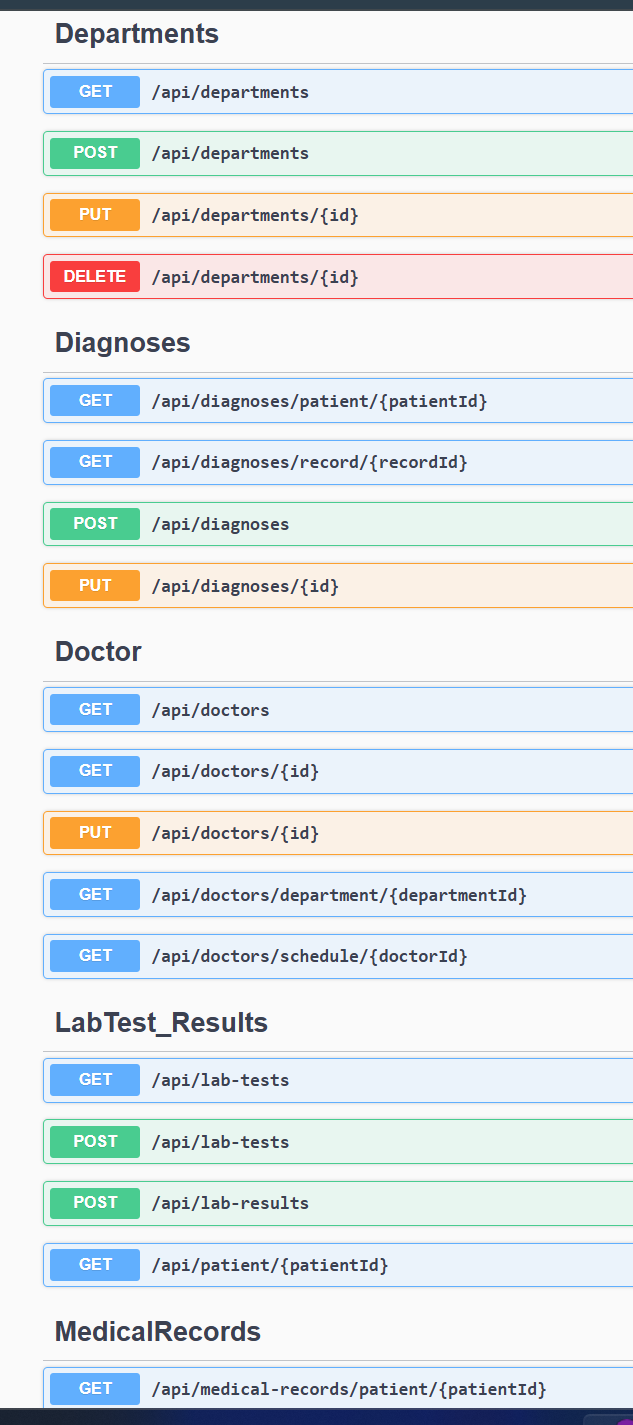 Departments
GET /api/departments
POST /api/departments
PUT /api/departments/{id}
DELETE /api/departments/{id}
Diagnoses
GET /api/diagnoses/patient/{patientId}
GET /api/diagnoses/record/{recordId}
POST /api/diagnoses
PUT /api/diagnoses/{id}
Doctor
GET /api/doctors
GET /api/doctors/{id}
PUT /api/doctors/{id}
GET /api/doctors/department/{departmentId}
GET /api/doctors/schedule/{doctorId}
LabTest_Results
GET /api/lab-tests
POST /api/lab-tests
POST /api/lab-results
GET /api/patient/{patientId}
MedicalRecords
GET /api/medical-records/patient/{patientId}